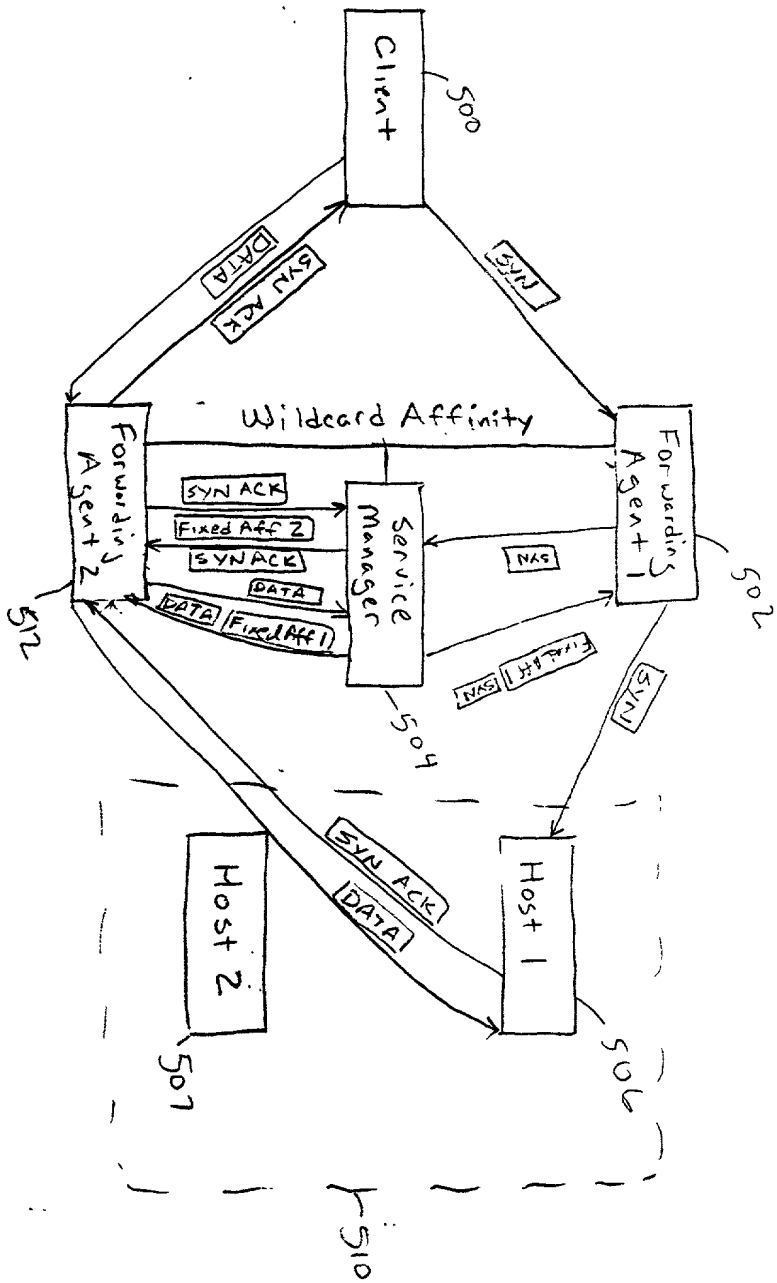 Client
500
SYN
DATA
SYN ACK
Wildcard Affinity
Forwarding
Agent 1
502
Forwarding
Agent 2
512
Service
Manager
504
SYN ACK
Fixed Aff 2
SYN ACK
DATA
DATA
Fixed Aff 1
SYN
Fixed Aff 1
SYN
SYN
SYN ACK
DATA
Host 1
506
Host 2
507
510